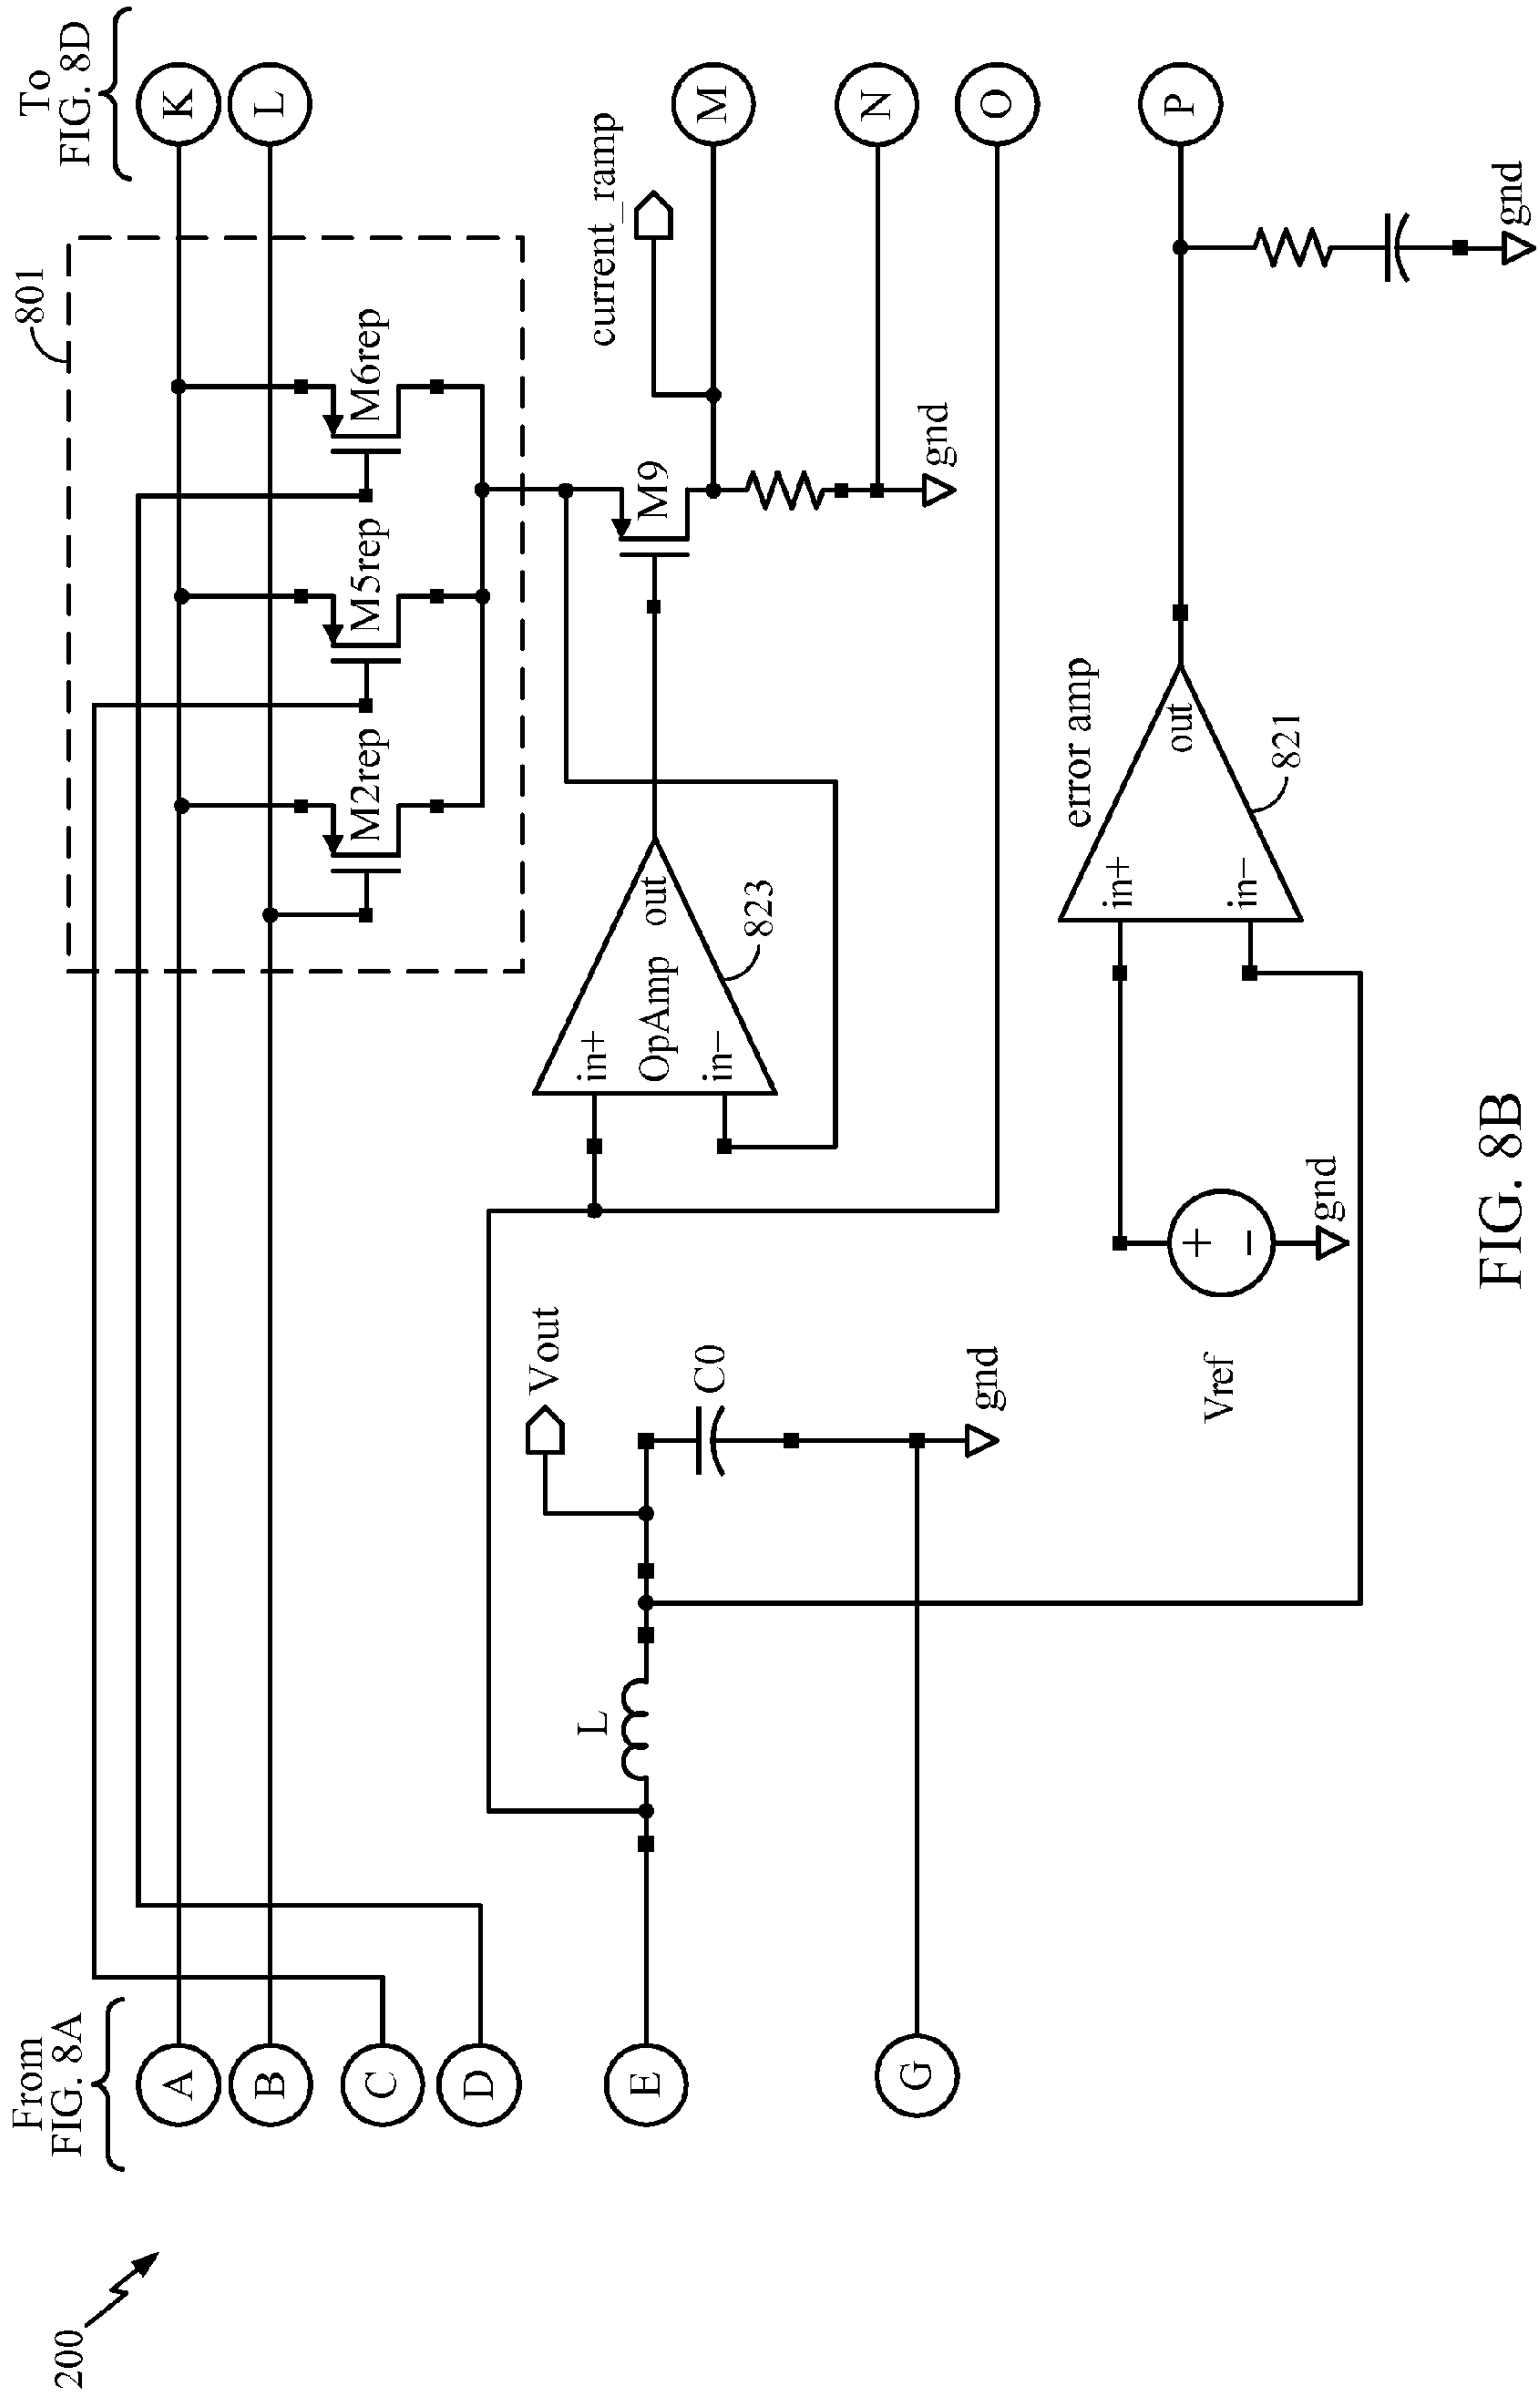 200
From
FIG. 8A
To
FIG. 8D
801
A
K
B
L
C
D
M2rep
M5rep
M6rep
E
L
Vout
C0
gnd
G
in+
OpAmp
out
in−
823
M9
current_ramp
gnd
M
N
O
Vref
+
−
gnd
error amp
in+
in−
out
821
P
gnd
FIG. 8B